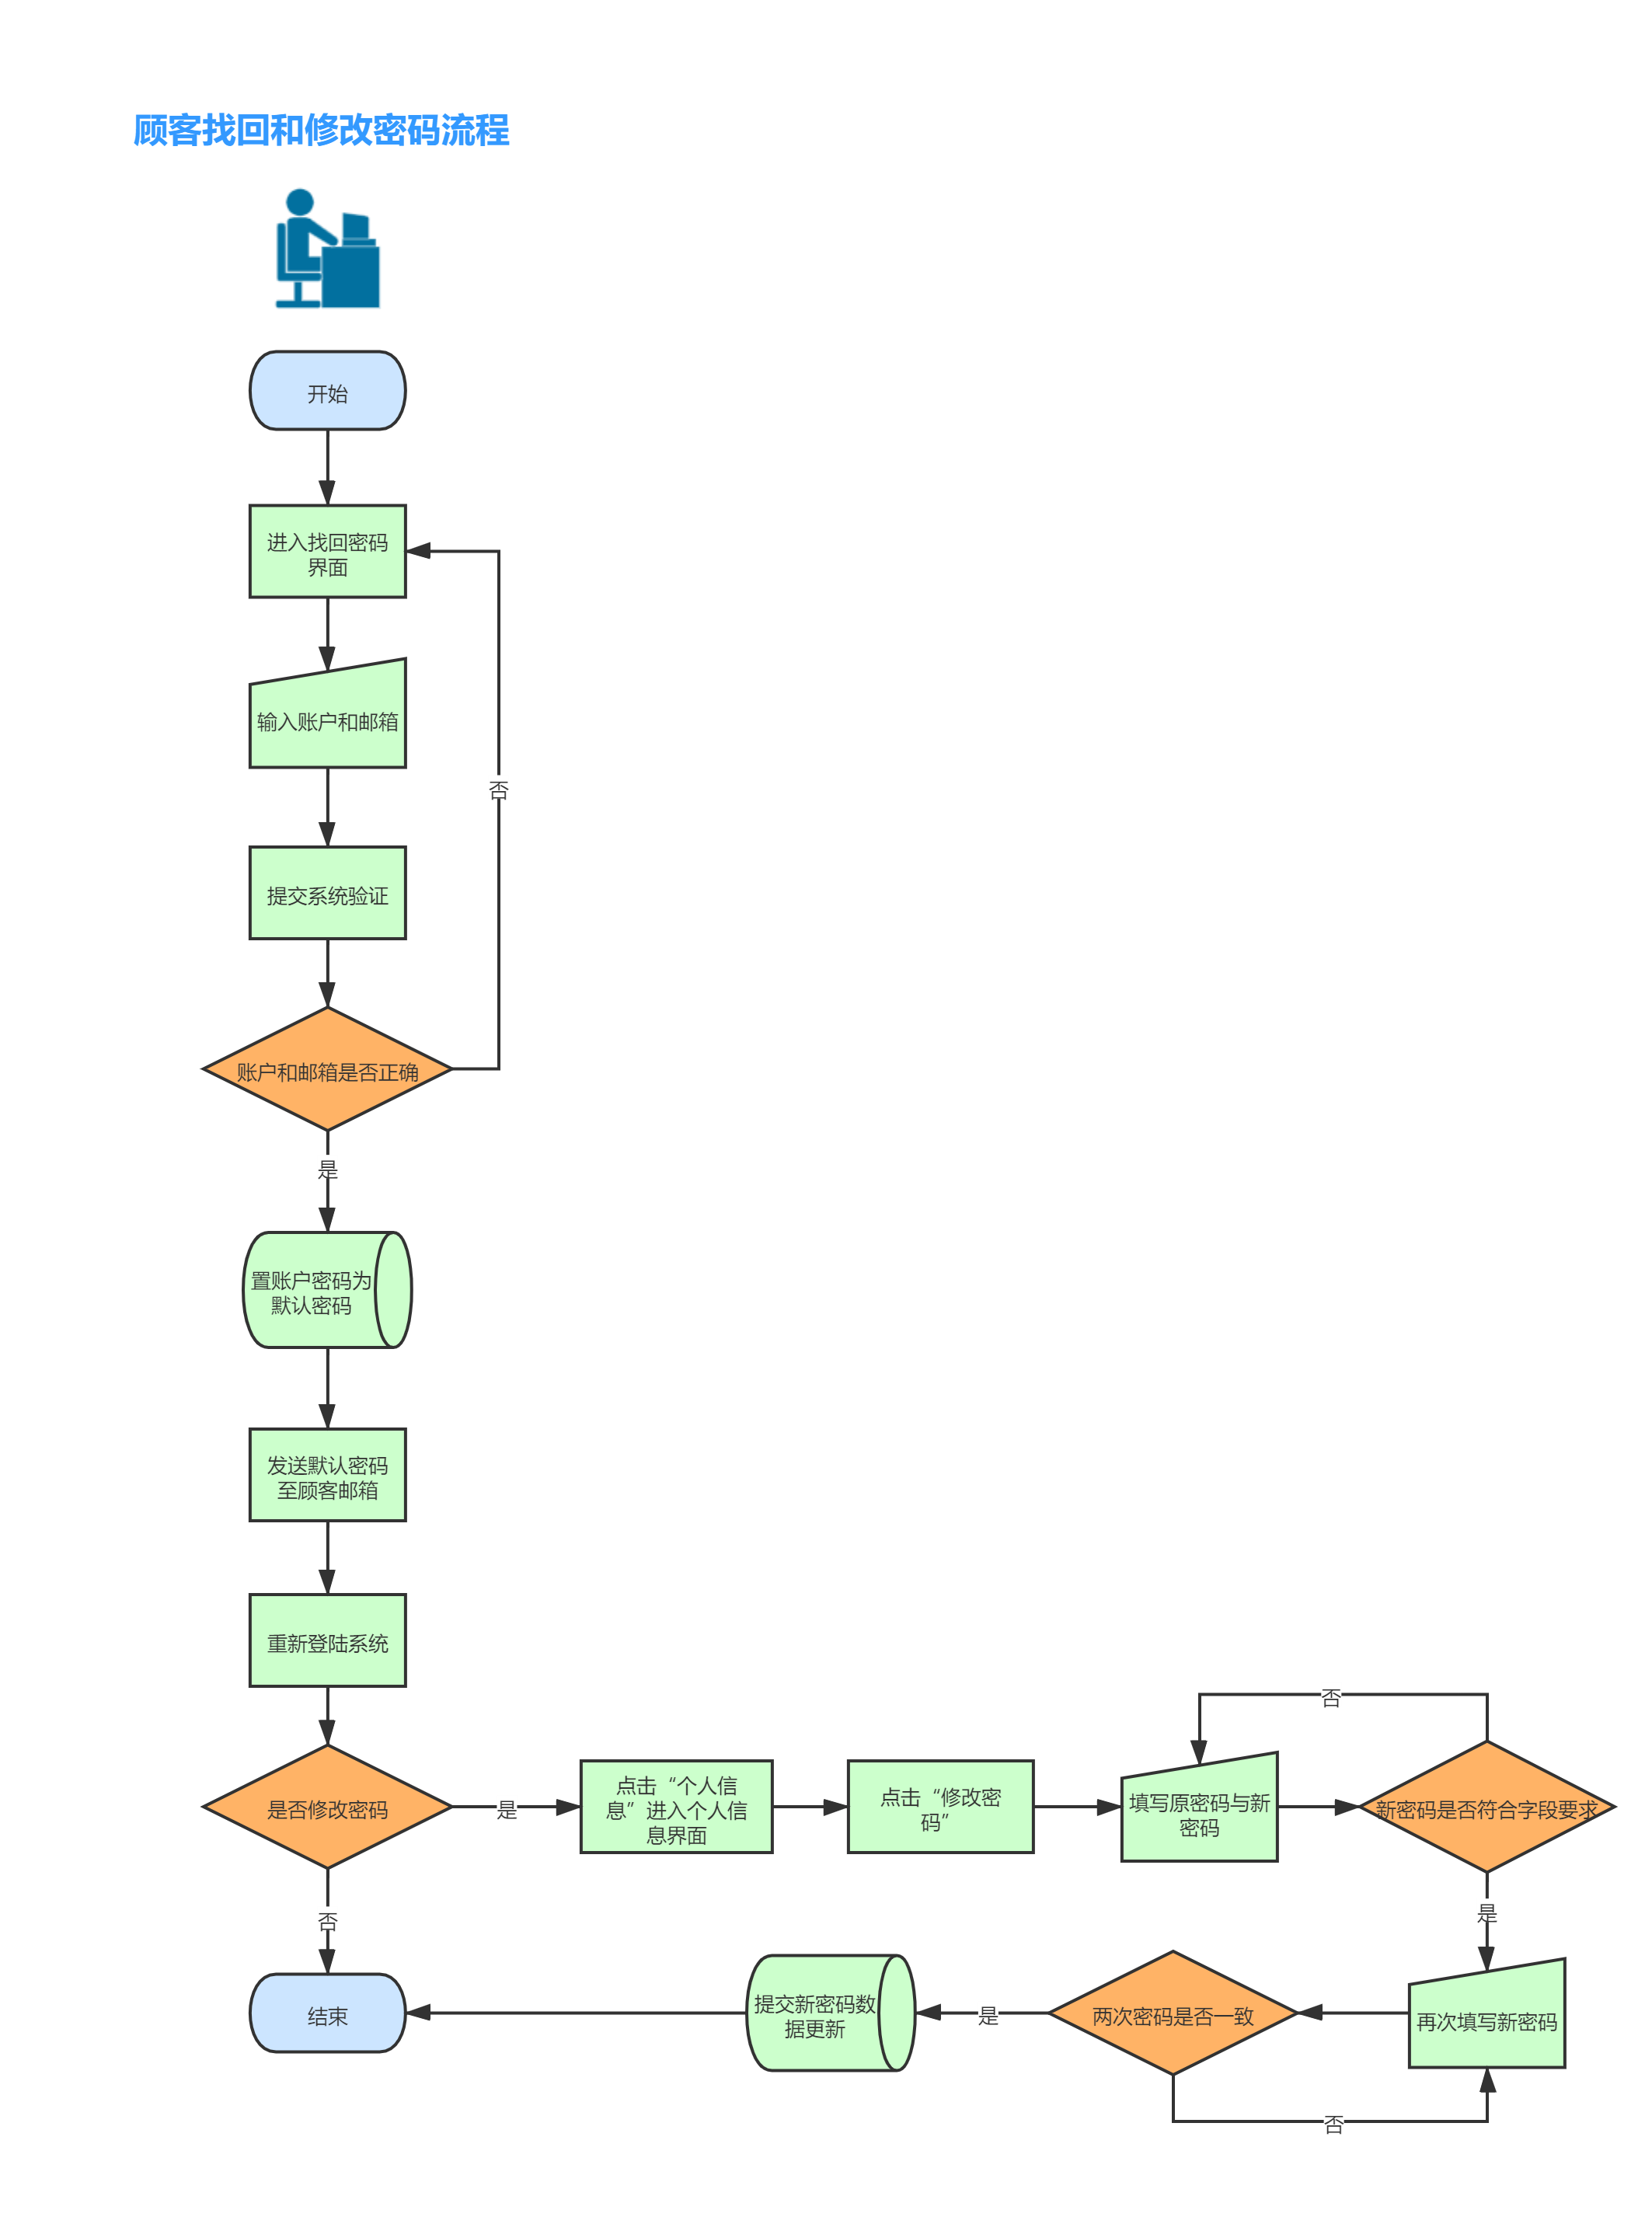 顾客找回和修改密码流程
开始
进入找回密码
界面
输入账户和邮箱
否
提交系统验证
账户和邮箱是否正确
是
置账户密码为
默认密码
发送默认密码
至顾客邮箱
重新登陆系统
是否修改密码
是
点击“个人信
息”进入个人信
息界面
点击“修改密
码”
填写原密码与新
密码
否
新密码是否符合字段要求
是
否
结束
提交新密码数
据更新
是
两次密码是否一致
再次填写新密码
否